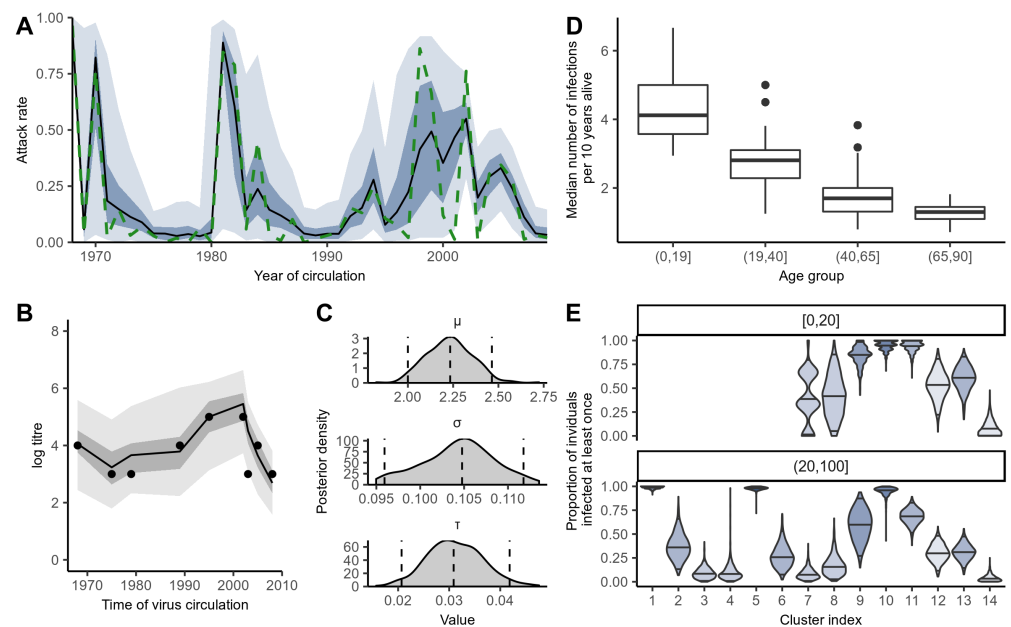 A
Attack rate
1.00
0.75
0.50
0.25
0.00
1970 1980 1990 2000
Year of circulation
D
Median number of infections
per 10 years alive
6
4
2
(0,19] (19,40] (40,65] (65,90]
Age group
B
log titre
8
6
4
2
0
1970 1980 1990 2000 2010
Time of virus circulation
C
Posterior density
μ
3
2
1
0
2.00 2.25 2.50 2.75
σ
100
75
50
25
0
0.095 0.100 0.105 0.110
τ
60
40
20
0
0.02 0.03 0.04
Value
E
Proportion of inviduals
infected at least once
[0,20]
1.00
0.75
0.50
0.25
0.00
(20,100]
1.00
0.75
0.50
0.25
0.00
1 2 3 4 5 6 7 8 9 10 11 12 13 14
Cluster index